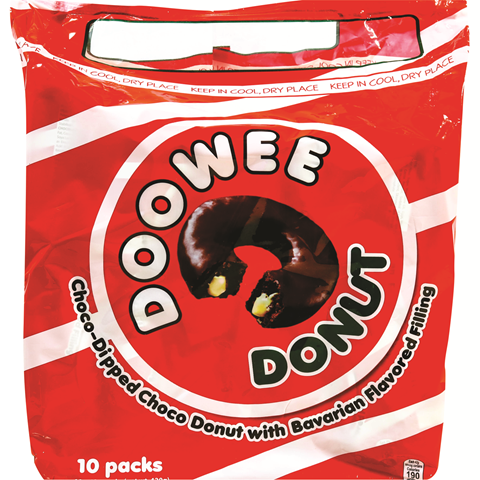 KEEP IN COOL, DRY PLACE KEEP IN COOL, DRY PLACE KEEP IN COOL, DRY PLACE
DOOWEE
DONUT
Choco-Dipped Choco Donut with Bavarian Flavored Filling
10 packs
190